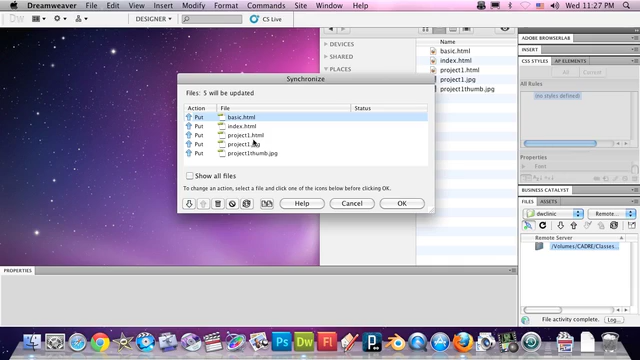 Dreamweaver File Edit View Insert Modify Format Commands Site Window Help Wed 11:27 PM
Dw DESIGNER CS Live
DEVICES
SHARED
PLACES
Name
basic.html
index.html
project1.html
project1.jpg
project1thumb.jpg
Synchronize
Files: 5 will be updated
Action File Status
Put basic.html
Put index.html
Put project1.html
Put project1.jpg
Put project1thumb.jpg
Show all files
To change an action, select a file and click one of the icons below before clicking OK.
Help Cancel OK
ADOBE BROWSERLAB
INSERT
CSS STYLES AP ELEMENTS
All Current
All Rules
(no styles defined)
Properties
Font
BUSINESS CATALYST
FILES ASSETS
dwclinic Remote...
Remote Server
/Volumes/CADRE/Classes...
File activity complete. Log...
PROPERTIES
Ps Dw Fl